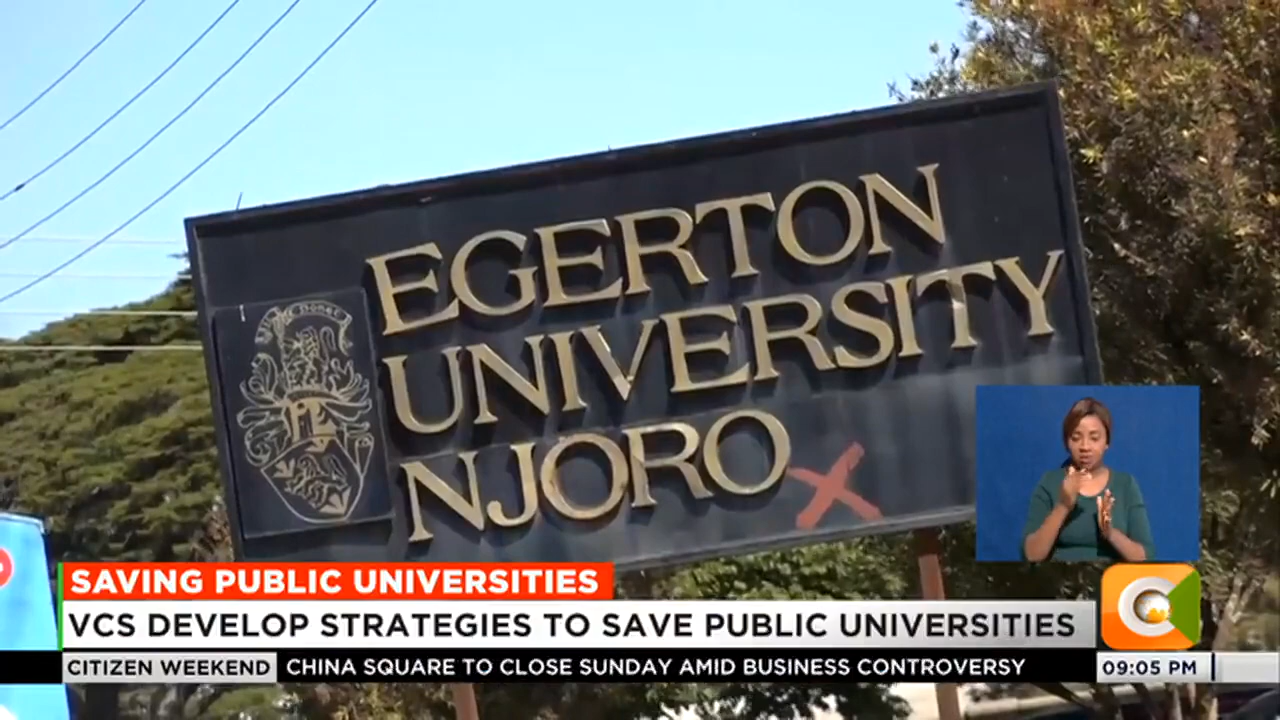 EGERTON
UNIVERSITY
NJORO
SAVING PUBLIC UNIVERSITIES
VCS DEVELOP STRATEGIES TO SAVE PUBLIC UNIVERSITIES
CITIZEN WEEKEND
CHINA SQUARE TO CLOSE SUNDAY AMID BUSINESS CONTROVERSY
09:05 PM